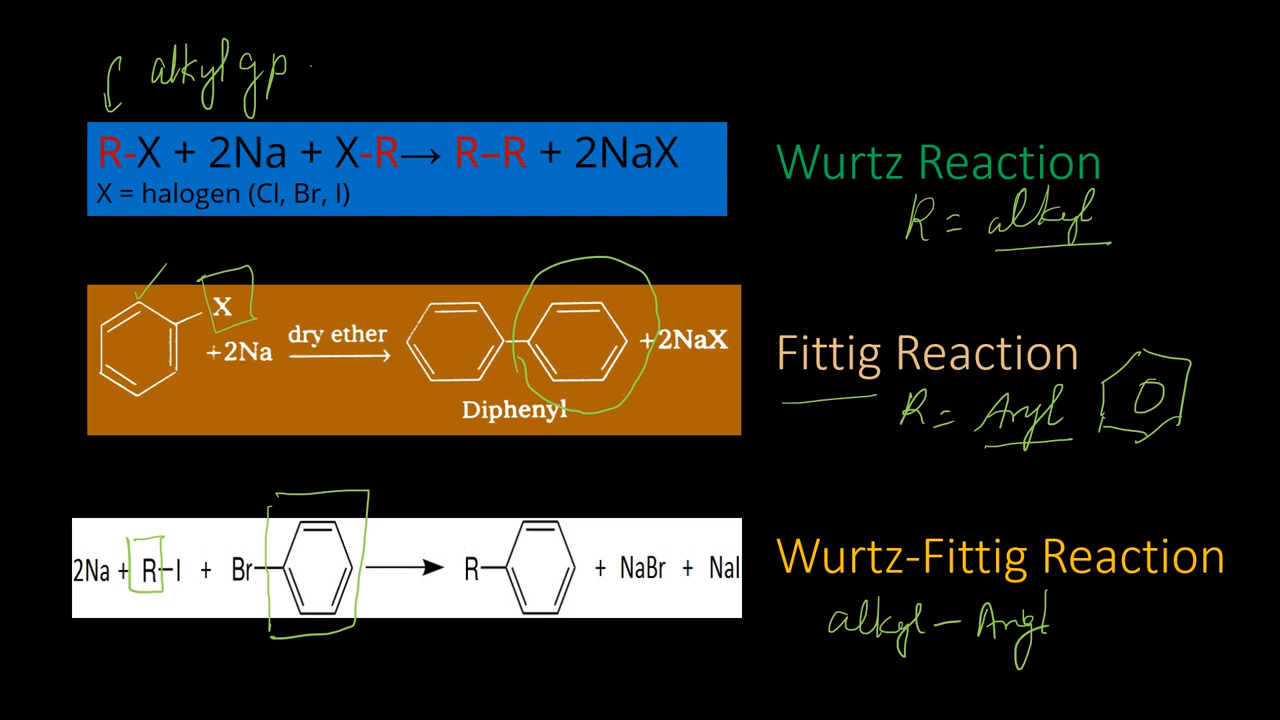 alkyl gp
R-X + 2Na + X-R→ R–R + 2NaX
X = halogen (Cl, Br, I)
Wurtz Reaction
R = alkyl
X
+2Na
dry ether
+2NaX
Diphenyl
Fittig Reaction
R = Aryl
2Na + R–I + Br
R
+ NaBr + NaI
Wurtz-Fittig Reaction
alkyl – Aryl